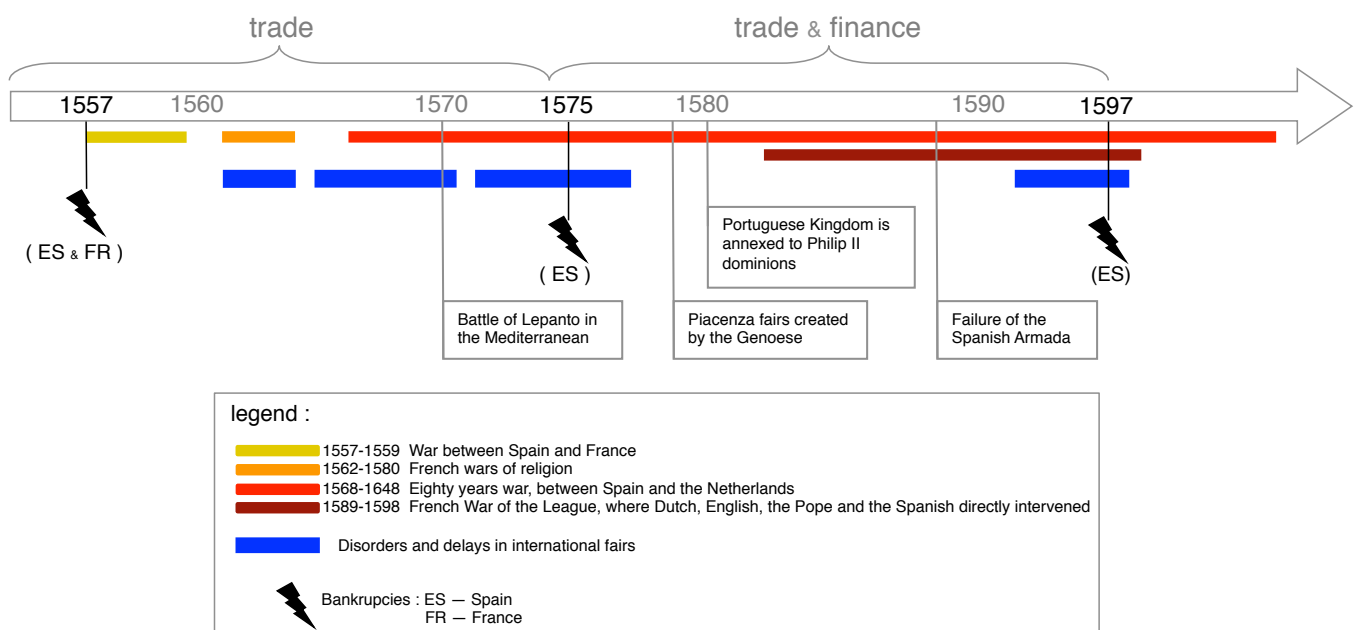 trade
trade & finance
1557
1560
1570
1575
1580
1590
1597
( ES & FR )
( ES )
(ES)
Portuguese Kingdom is
annexed to Philip II
dominions
Battle of Lepanto in
the Mediterranean
Piacenza fairs created
by the Genoese
Failure of the
Spanish Armada
legend :
1557-1559 War between Spain and France
1562-1580 French wars of religion
1568-1648 Eighty years war, between Spain and the Netherlands
1589-1598 French War of the League, where Dutch, English, the Pope and the Spanish directly intervened
Disorders and delays in international fairs
Bankrupcies : ES — Spain
FR — France